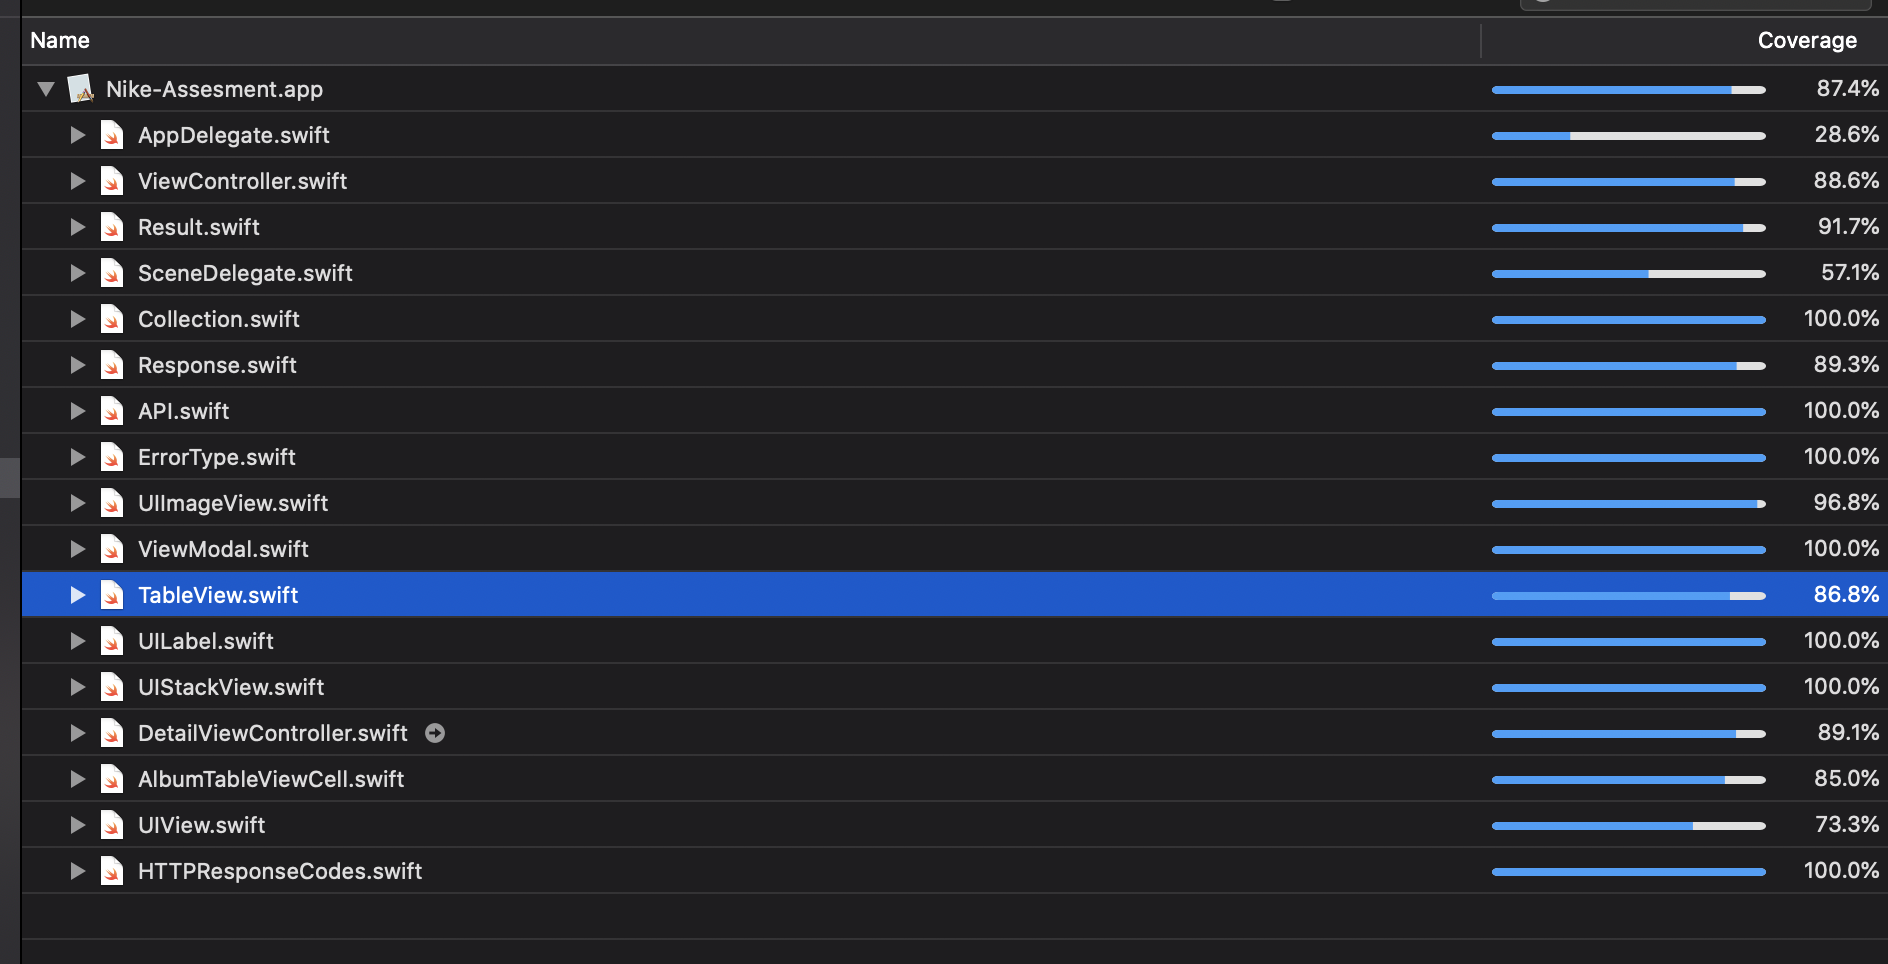 Name Coverage
Nike-Assesment.app 87.4%
AppDelegate.swift 28.6%
ViewController.swift 88.6%
Result.swift 91.7%
SceneDelegate.swift 57.1%
Collection.swift 100.0%
Response.swift 89.3%
API.swift 100.0%
ErrorType.swift 100.0%
UIImageView.swift 96.8%
ViewModal.swift 100.0%
TableView.swift 86.8%
UILabel.swift 100.0%
UIStackView.swift 100.0%
DetailViewController.swift 89.1%
AlbumTableViewCell.swift 85.0%
UIView.swift 73.3%
HTTPResponseCodes.swift 100.0%